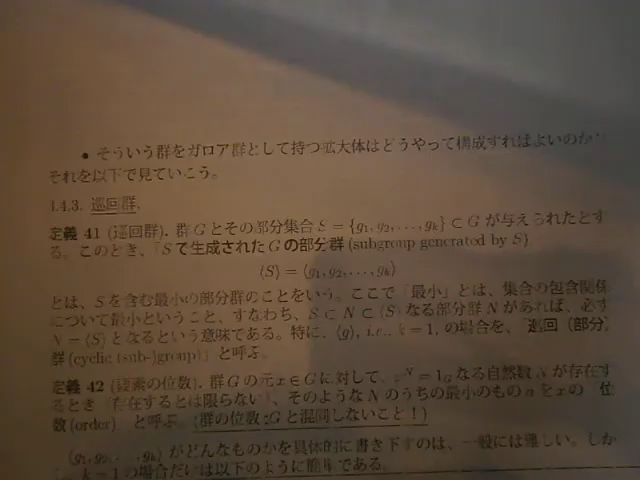 • そういう群をガロア群として持つ拡大体はどうやって構成すればよいのか
それを以下で見ていこう。
1.4.3. 巡回群.
定義 41 (巡回群). 群 G とその部分集合 S = {g₁, g₂, ..., gₖ} ⊂ G が与えられたとす
る。このとき、「S で生成された G の部分群 (subgroup generated by S)
⟨S⟩ = ⟨g₁, g₂, ..., gₖ⟩
とは、S を含む最小の部分群のことをいう。ここで「最小」とは、集合の包含関係
について最小ということ、すなわち、S ⊂ N ⊂ ⟨S⟩ なる部分群 N があれば、必ず
N = ⟨S⟩ となるという意味である。特に、⟨g⟩, i.e., k = 1, の場合を、「巡回 (部分)
群 (cyclic (sub-)group)」と呼ぶ。
定義 42 (元の位数). 群 G の元 x ∈ G に対して、xᴺ = 1_G なる自然数 N が存在す
るとき (存在するとは限らない)、そのような N のうちの最小のもの n を x の「位
数 (order)」と呼ぶ。(群の位数 #G と混同しないこと!)
⟨g₁, g₂, ..., gₖ⟩ がどんなものかを具体的に書き下すのは、一般には難しい。しか
k = 1 の場合だけは以下のように簡単である。